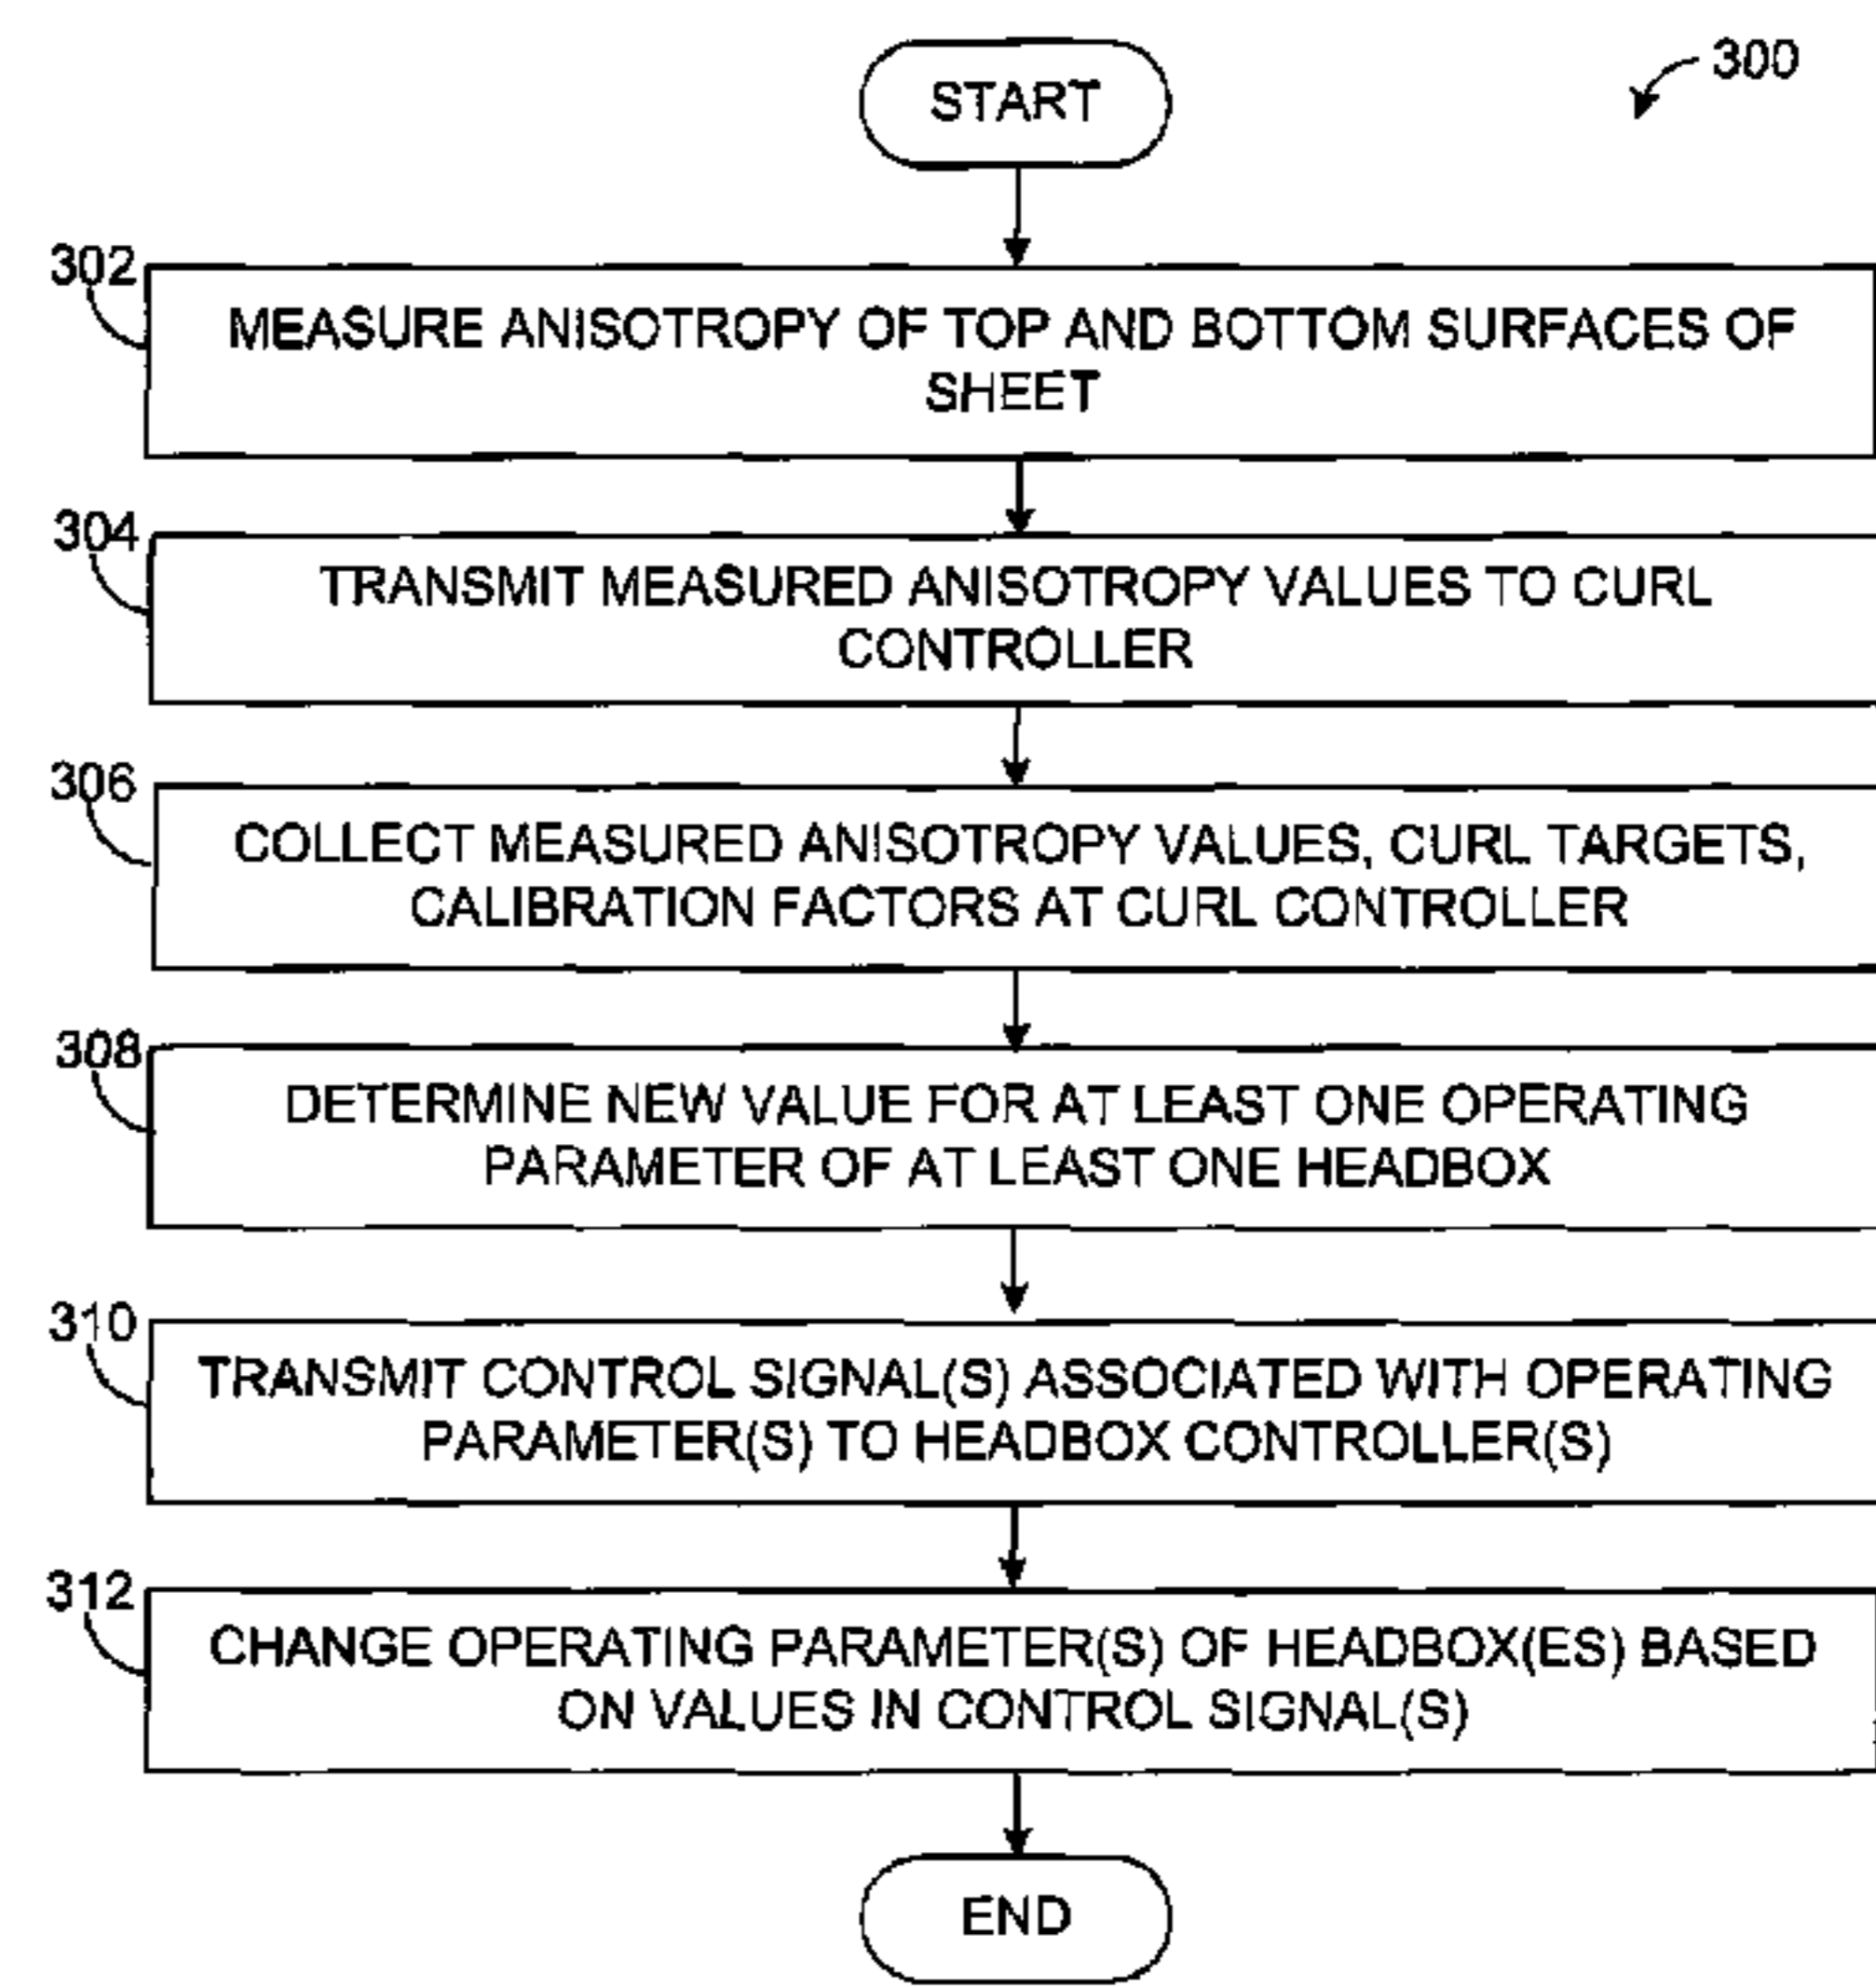 START
300
302
MEASURE ANISOTROPY OF TOP AND BOTTOM SURFACES OF
SHEET
304
TRANSMIT MEASURED ANISOTROPY VALUES TO CURL
CONTROLLER
306
COLLECT MEASURED ANISOTROPY VALUES, CURL TARGETS,
CALIBRATION FACTORS AT CURL CONTROLLER
308
DETERMINE NEW VALUE FOR AT LEAST ONE OPERATING
PARAMETER OF AT LEAST ONE HEADBOX
310
TRANSMIT CONTROL SIGNAL(S) ASSOCIATED WITH OPERATING
PARAMETER(S) TO HEADBOX CONTROLLER(S)
312
CHANGE OPERATING PARAMETER(S) OF HEADBOX(ES) BASED
ON VALUES IN CONTROL SIGNAL(S)
END